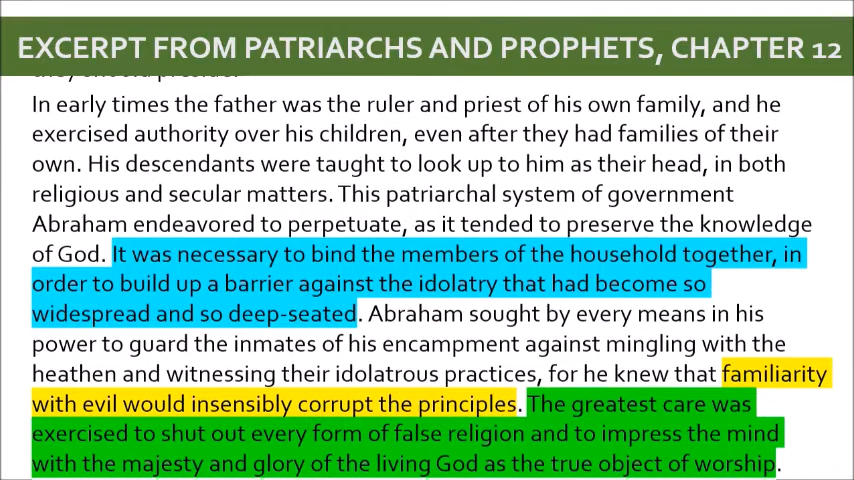 EXCERPT FROM PATRIARCHS AND PROPHETS, CHAPTER 12
they should preside.
In early times the father was the ruler and priest of his own family, and he
exercised authority over his children, even after they had families of their
own. His descendants were taught to look up to him as their head, in both
religious and secular matters. This patriarchal system of government
Abraham endeavored to perpetuate, as it tended to preserve the knowledge
of God. It was necessary to bind the members of the household together, in
order to build up a barrier against the idolatry that had become so
widespread and so deep-seated. Abraham sought by every means in his
power to guard the inmates of his encampment against mingling with the
heathen and witnessing their idolatrous practices, for he knew that familiarity
with evil would insensibly corrupt the principles. The greatest care was
exercised to shut out every form of false religion and to impress the mind
with the majesty and glory of the living God as the true object of worship.